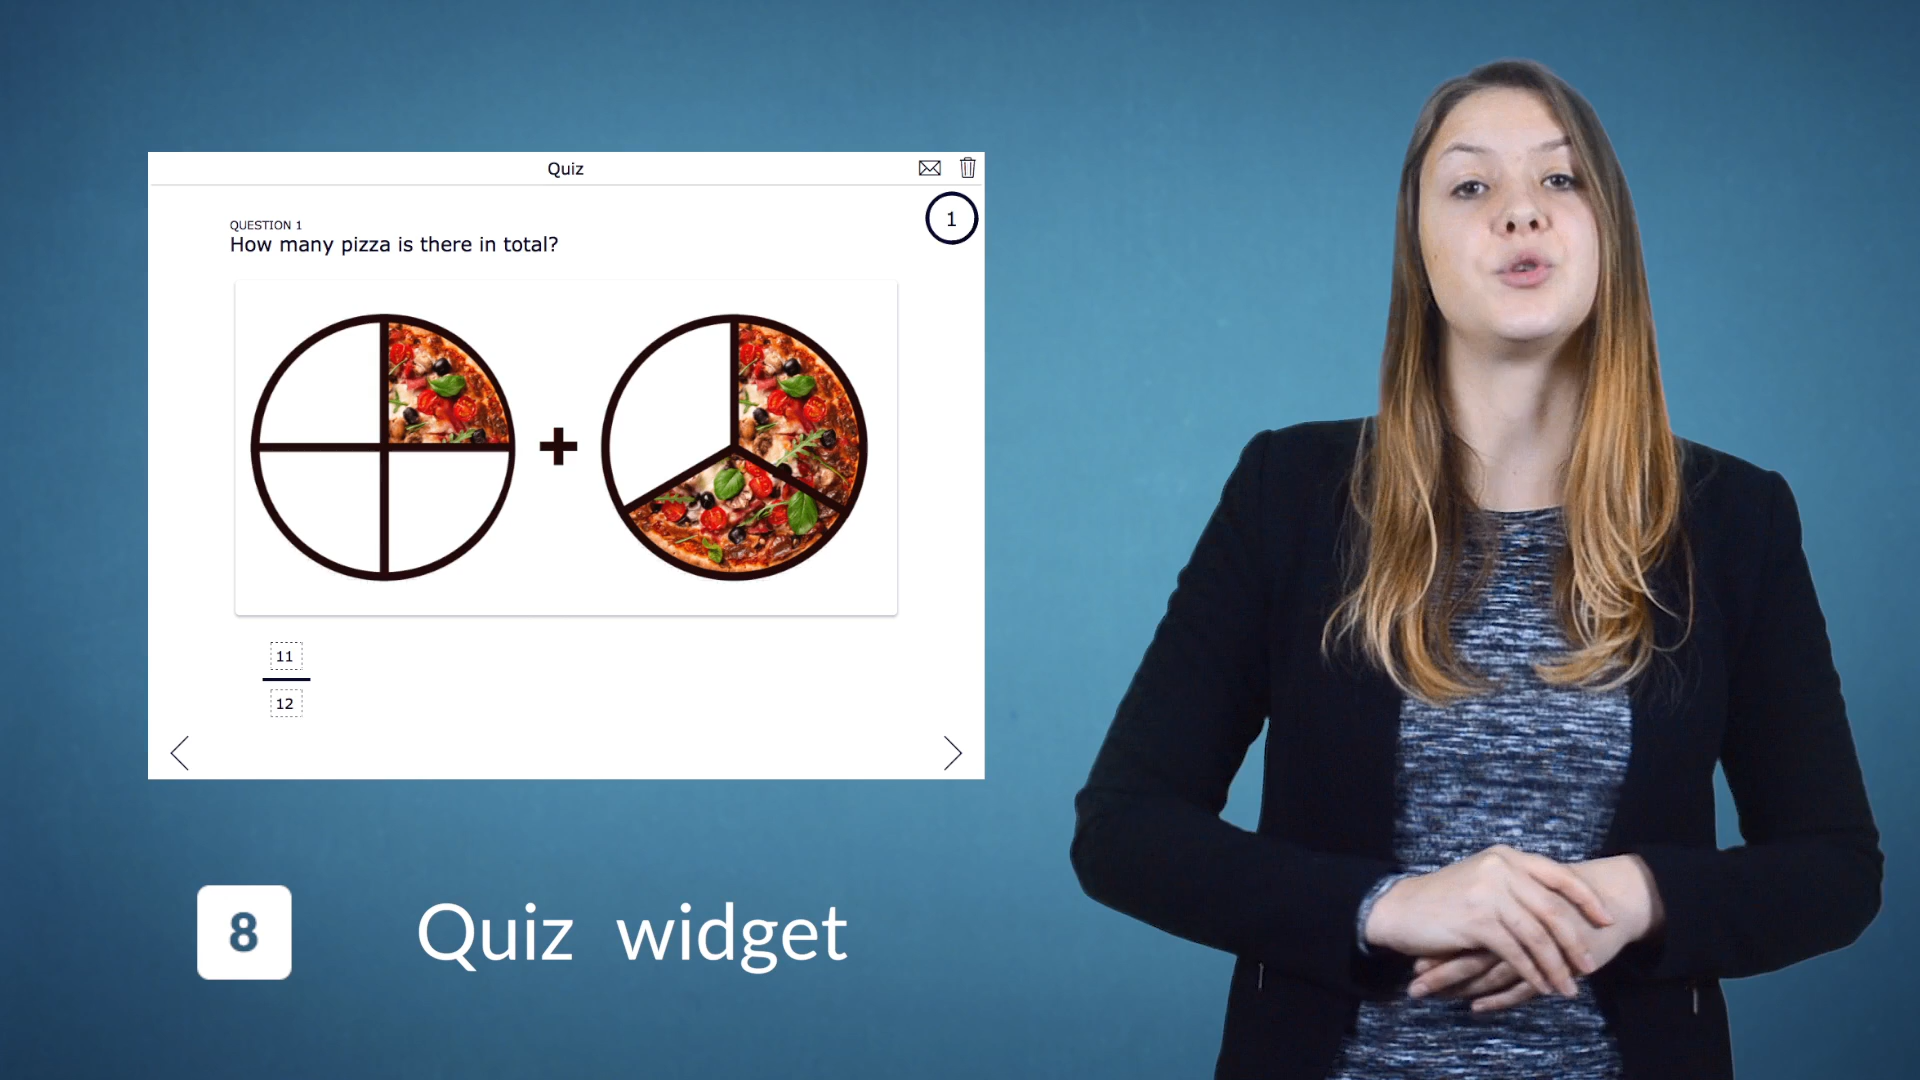 Quiz
1
QUESTION 1
How many pizza is there in total?
+
11
12
8
Quiz widget